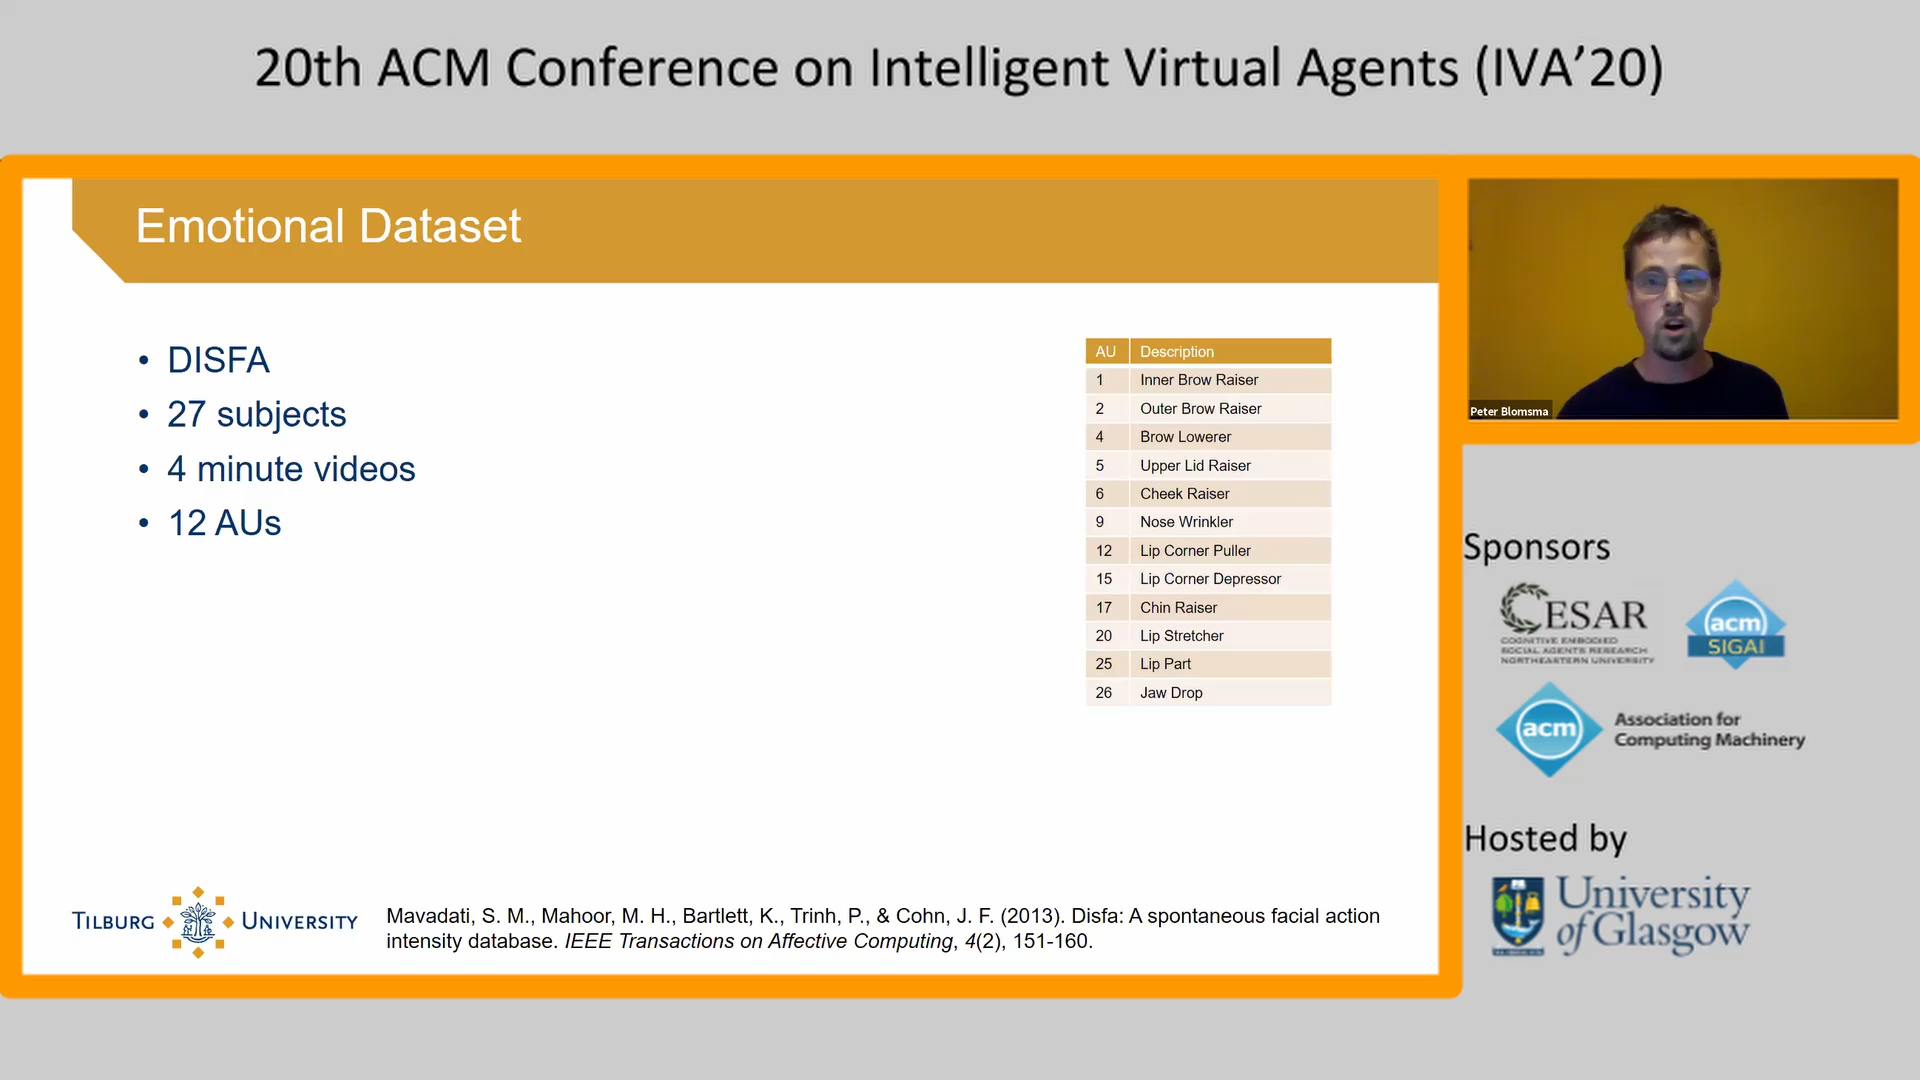 20th ACM Conference on Intelligent Virtual Agents (IVA’20)
Emotional Dataset
• DISFA
• 27 subjects
• 4 minute videos
• 12 AUs
AU Description
1 Inner Brow Raiser
2 Outer Brow Raiser
4 Brow Lowerer
5 Upper Lid Raiser
6 Cheek Raiser
9 Nose Wrinkler
12 Lip Corner Puller
15 Lip Corner Depressor
17 Chin Raiser
20 Lip Stretcher
25 Lip Part
26 Jaw Drop
TILBURG UNIVERSITY
Mavadati, S. M., Mahoor, M. H., Bartlett, K., Trinh, P., & Cohn, J. F. (2013). Disfa: A spontaneous facial action
intensity database. IEEE Transactions on Affective Computing, 4(2), 151-160.
Peter Blomsma
Sponsors
CESAR
COGNITIVE EMBODIED
SOCIAL AGENTS RESEARCH
NORTHEASTERN UNIVERSITY
acm
SIGAI
acm
Association for
Computing Machinery
Hosted by
University
of Glasgow